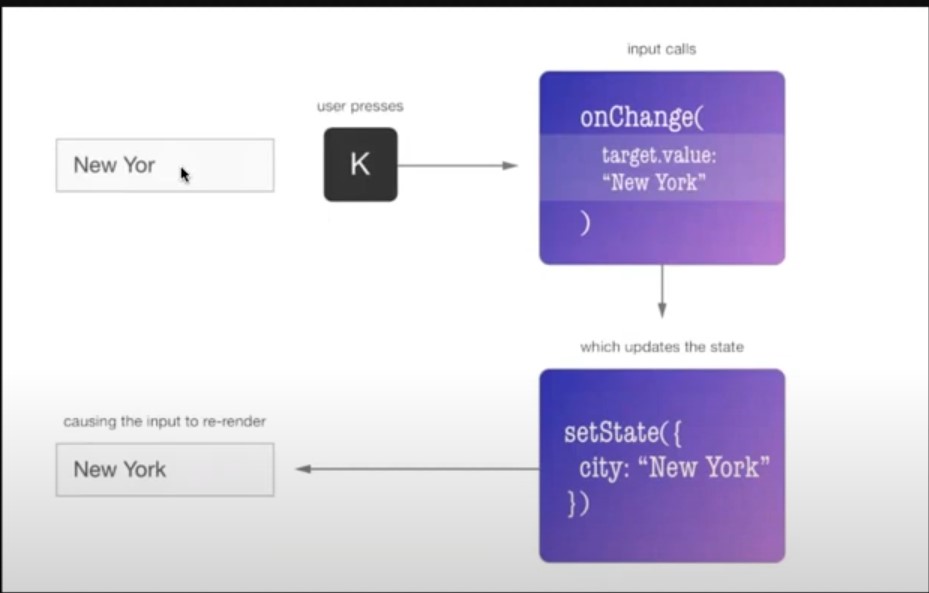 input calls
user presses
New Yor
K
onChange(
target.value:
“New York”
)
which updates the state
setState({
city: “New York”
})
causing the input to re-render
New York